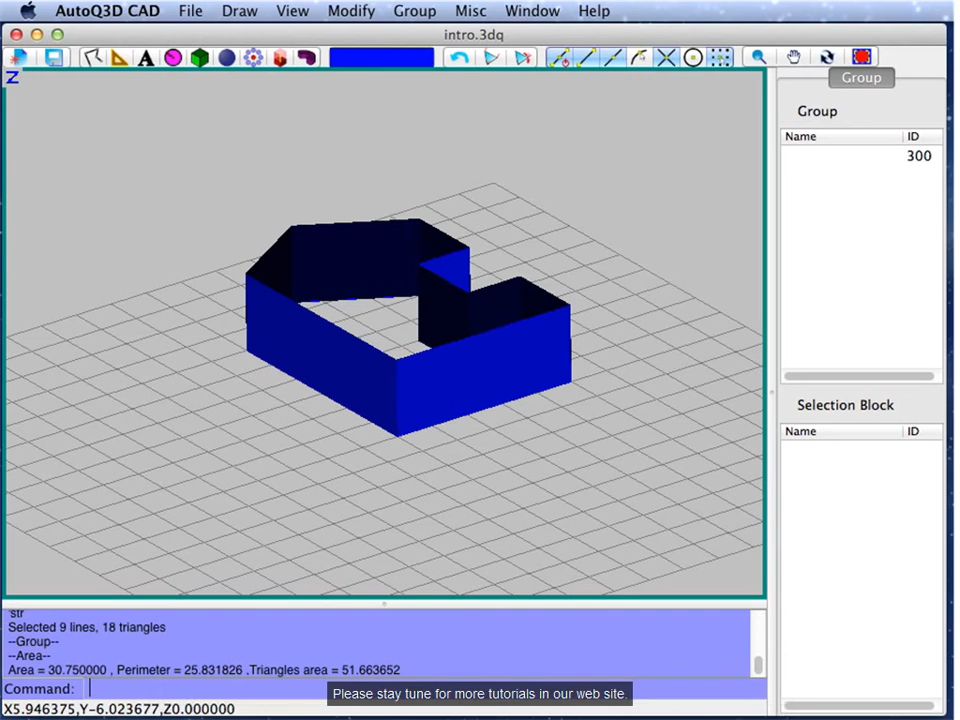 AutoQ3D CAD File Draw View Modify Group Misc Window Help
intro.3dq
A
Z
Group
Group
Name ID
300
Selection Block
Name ID
str
Selected 9 lines, 18 triangles
--Group--
--Area--
Area = 30.750000 , Perimeter = 25.831826 .Triangles area = 51.663652
Command:
Please stay tune for more tutorials in our web site.
X5.946375,Y-6.023677,Z0.000000